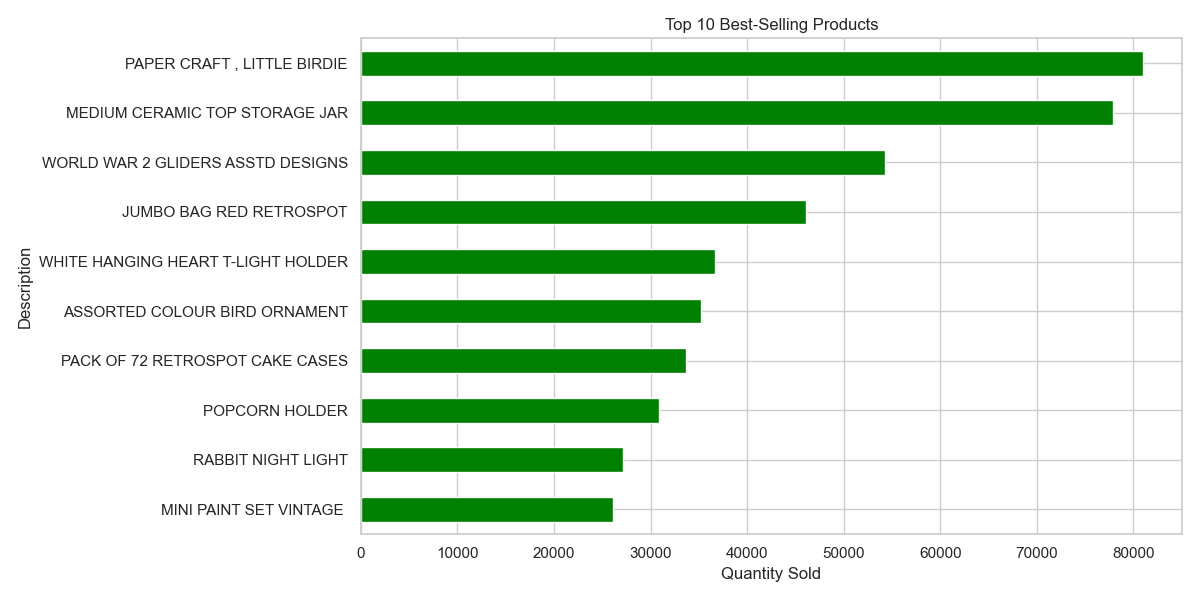 Top 10 Best-Selling Products
PAPER CRAFT , LITTLE BIRDIE
MEDIUM CERAMIC TOP STORAGE JAR
WORLD WAR 2 GLIDERS ASSTD DESIGNS
JUMBO BAG RED RETROSPOT
WHITE HANGING HEART T-LIGHT HOLDER
ASSORTED COLOUR BIRD ORNAMENT
PACK OF 72 RETROSPOT CAKE CASES
POPCORN HOLDER
RABBIT NIGHT LIGHT
MINI PAINT SET VINTAGE
Description
0 10000 20000 30000 40000 50000 60000 70000 80000
Quantity Sold